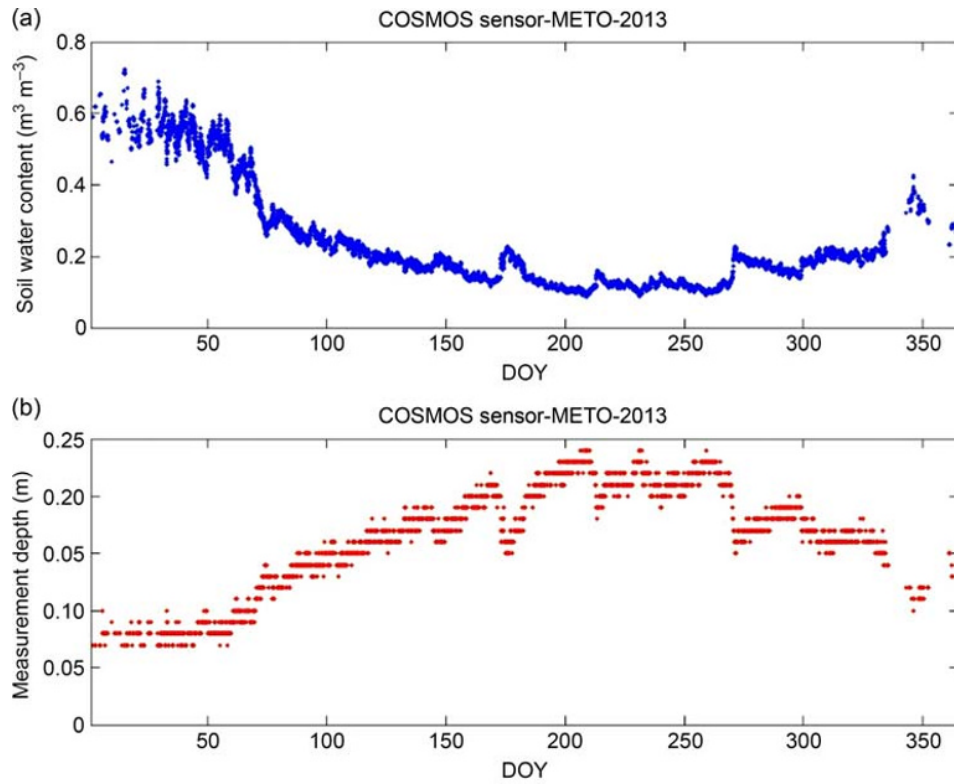 (a)
COSMOS sensor-METO-2013
Soil water content (m³ m⁻³)
0.8
0.6
0.4
0.2
0
50 100 150 200 250 300 350
DOY
(b)
COSMOS sensor-METO-2013
Measurement depth (m)
0.25
0.20
0.05
0.10
0.05
0
50 100 150 200 250 300 350
DOY